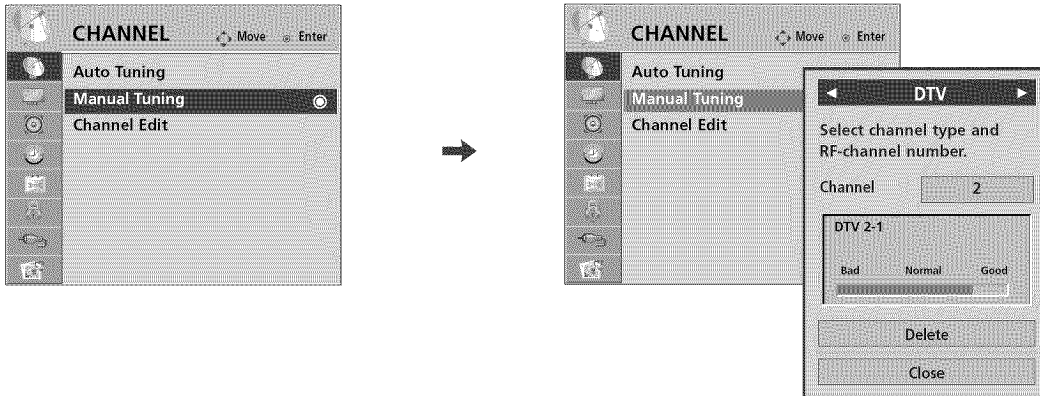 CHANNEL
Move Enter
Auto Tuning
Manual Tuning
Channel Edit
CHANNEL
Move Enter
Auto Tuning
Manual Tuning
Channel Edit
DTV
Select channel type and
RF-channel number.
Channel 2
DTV 2-1
Bad Normal Good
Delete
Close